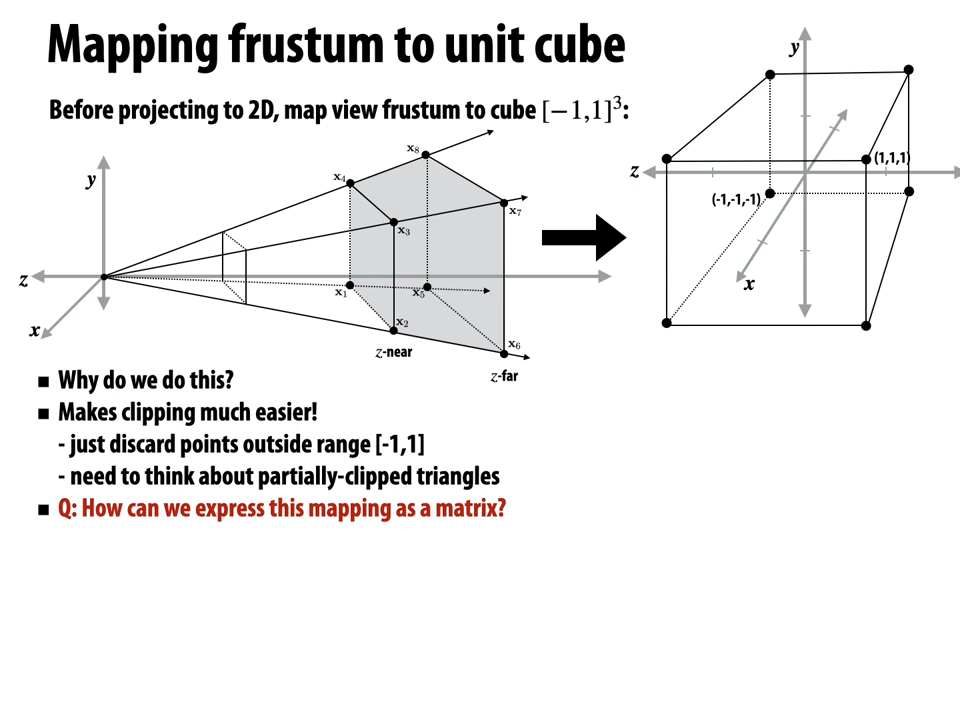 Mapping frustum to unit cube
Before projecting to 2D, map view frustum to cube [−1,1]³:
y
z
x
x₁
x₂
x₃
x₄
x₅
x₆
x₇
x₈
z-near
z-far
y
z
x
(1,1,1)
(-1,-1,-1)
■ Why do we do this?
■ Makes clipping much easier!
- just discard points outside range [-1,1]
- need to think about partially-clipped triangles
■ Q: How can we express this mapping as a matrix?